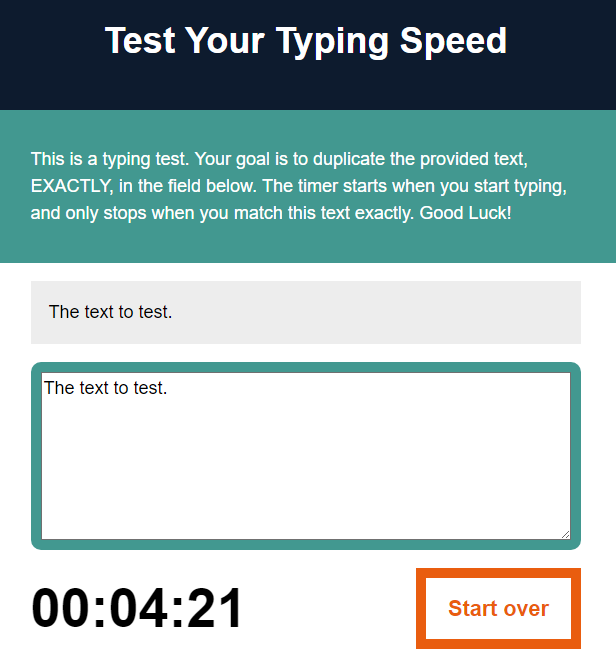 Test Your Typing Speed
This is a typing test. Your goal is to duplicate the provided text,
EXACTLY, in the field below. The timer starts when you start typing,
and only stops when you match this text exactly. Good Luck!
The text to test.
The text to test.
00:04:21
Start over